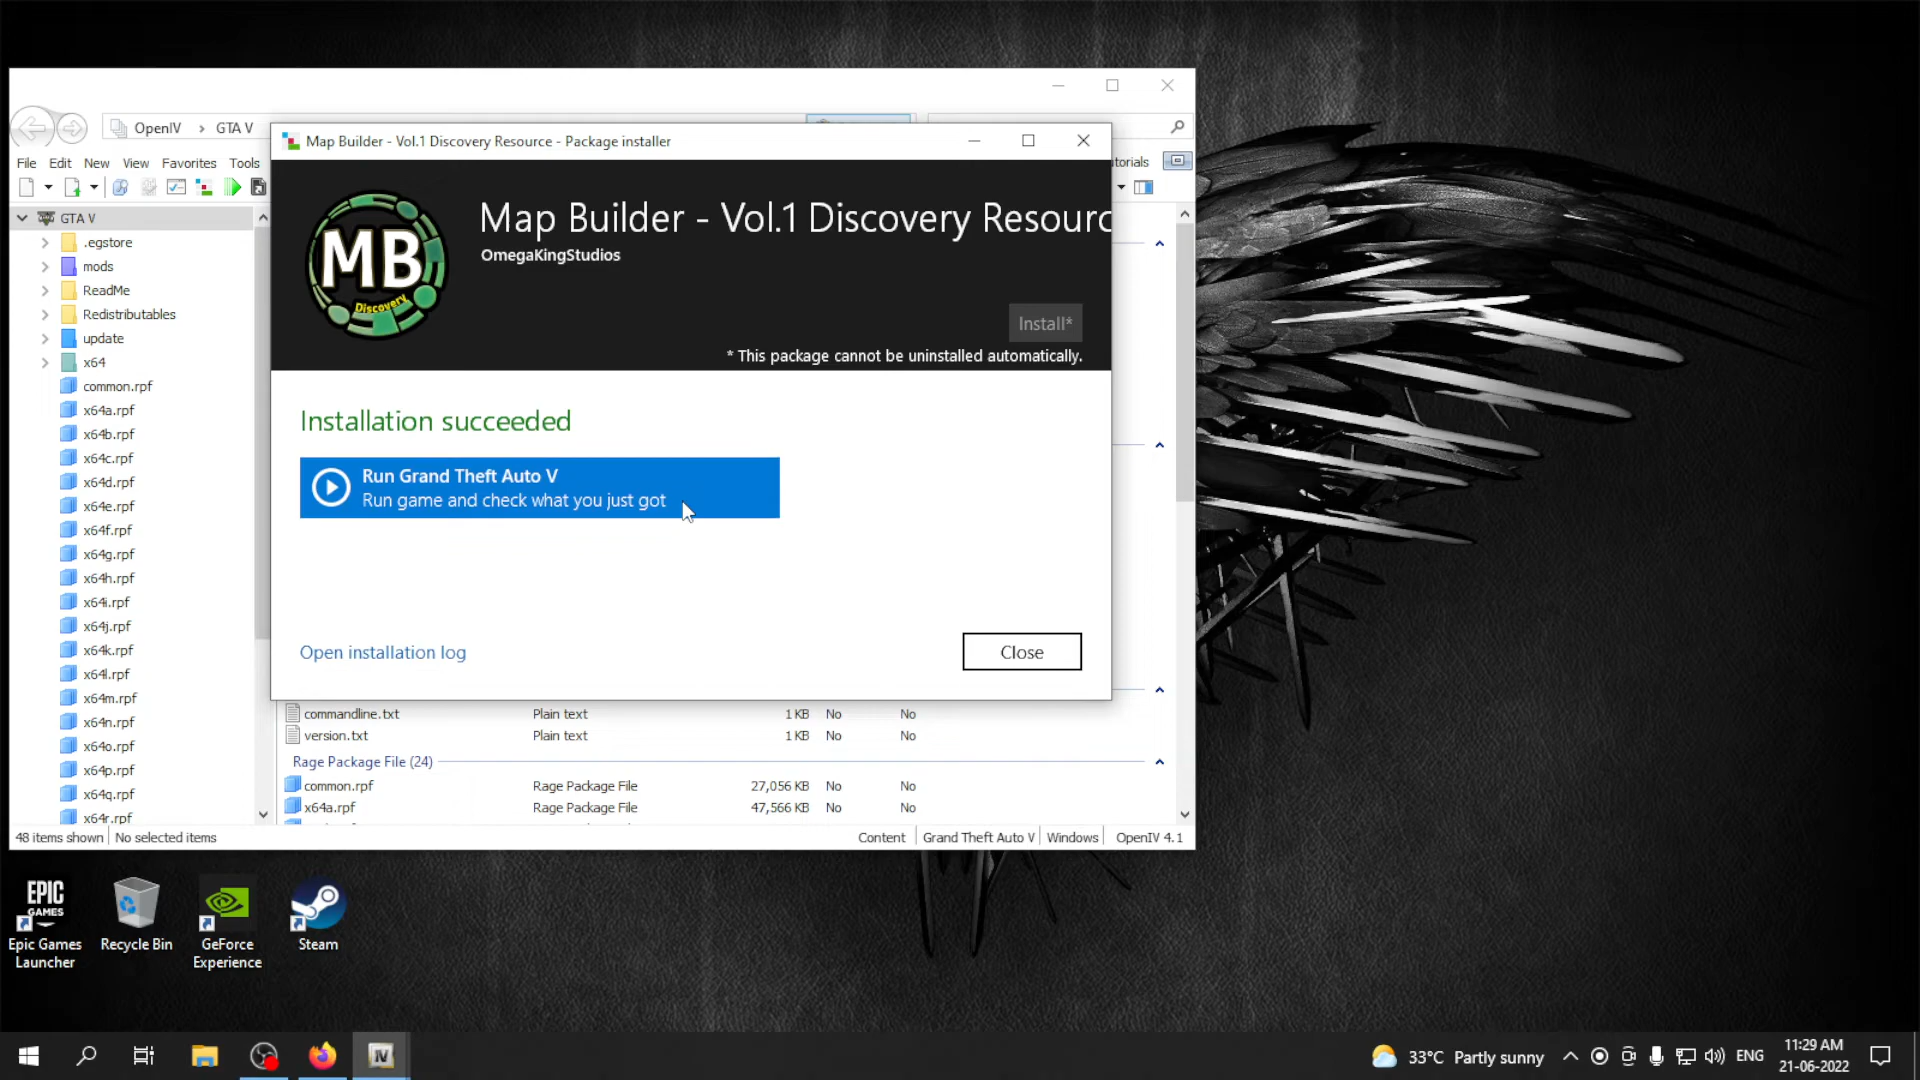 OpenIV › GTA V
Map Builder - Vol.1 Discovery Resource - Package installer
File Edit New View Favorites Tools
utorials
Map Builder - Vol.1 Discovery Resourc
OmegaKingStudios
MB
Discovery
Install*
* This package cannot be uninstalled automatically.
Installation succeeded
Run Grand Theft Auto V
Run game and check what you just got
Open installation log
Close
GTA V
.egstore
mods
ReadMe
Redistributables
update
x64
common.rpf
x64a.rpf
x64b.rpf
x64c.rpf
x64d.rpf
x64e.rpf
x64f.rpf
x64g.rpf
x64h.rpf
x64i.rpf
x64j.rpf
x64k.rpf
x64l.rpf
x64m.rpf
x64n.rpf
x64o.rpf
x64p.rpf
x64q.rpf
x64r.rpf
commandline.txt Plain text 1 KB No No
version.txt Plain text 1 KB No No
Rage Package File (24)
common.rpf Rage Package File 27,056 KB No No
x64a.rpf Rage Package File 47,566 KB No No
48 items shown No selected items Content Grand Theft Auto V Windows OpenIV 4.1
EPIC
GAMES
Epic Games
Launcher
Recycle Bin
GeForce
Experience
Steam
IV
33°C Partly sunny
ENG
11:29 AM
21-06-2022